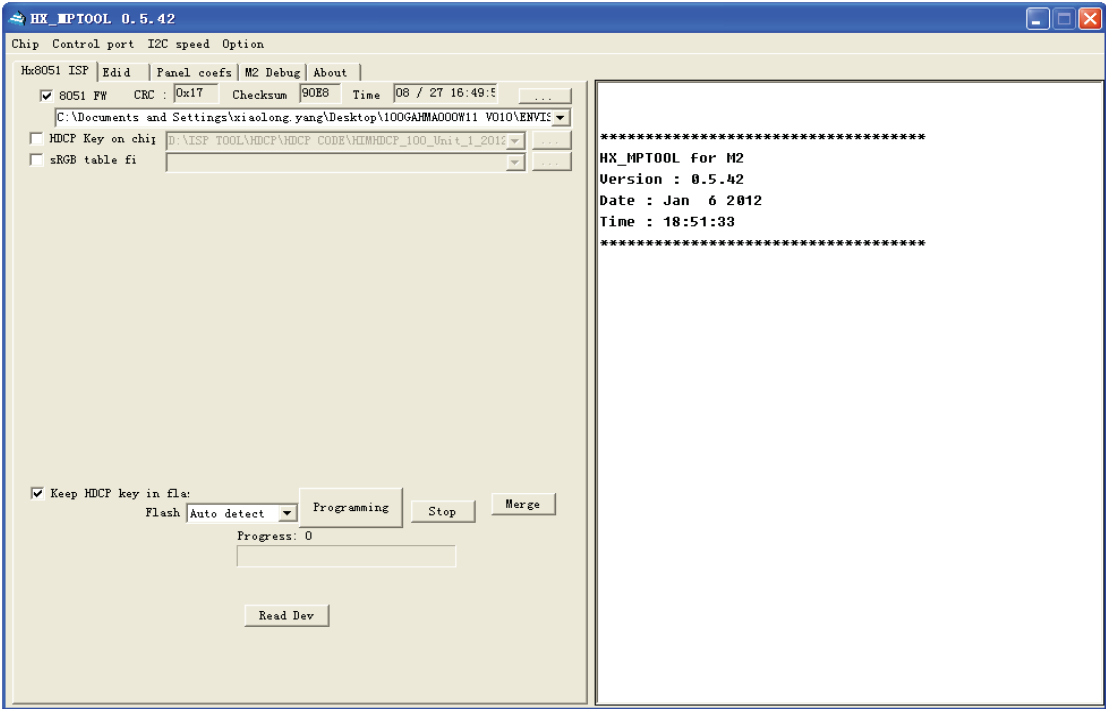 HX_MPTOOL 0.5.42
Chip Control port I2C speed Option
Hx8051 ISP Edid Panel coefs M2 Debug About
8051 FW CRC : 0x17 Checksum 90E8 Time 08 / 27 16:49:5 ...
C:\Documents and Settings\xiaolong.yang\Desktop\100GAHMA000W11 V010\ENVIS
HDCP Key on chip D:\ISP TOOL\HDCP\HDCP CODE\HIMHDCP_100_Unit_1_2012 ...
sRGB table fi ...
Keep HDCP key in fla:
Flash Auto detect Programming Stop Merge
Progress: 0
Read Dev
************************************
HX_MPTOOL for M2
Version : 0.5.42
Date : Jan 6 2012
Time : 18:51:33
************************************